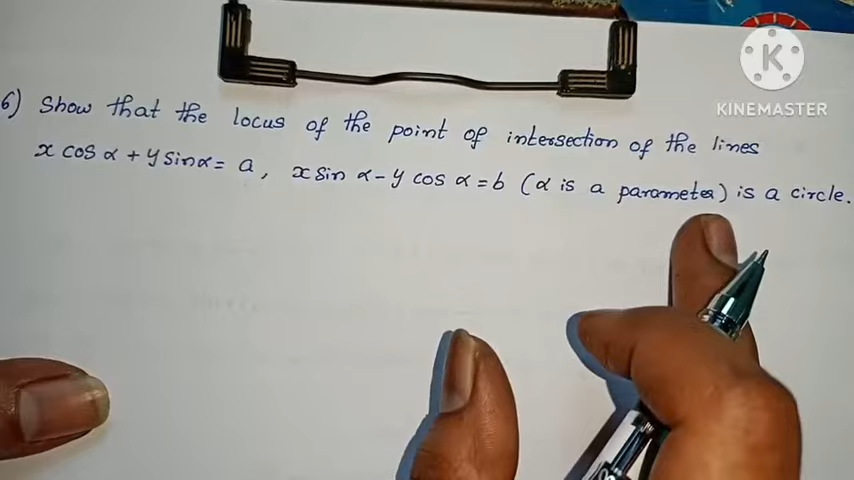 6) Show that the locus of the point of intersection of the lines
x cos α + y sin α = a, x sin α - y cos α = b (α is a parameter) is a circle.
K
KINEMASTER